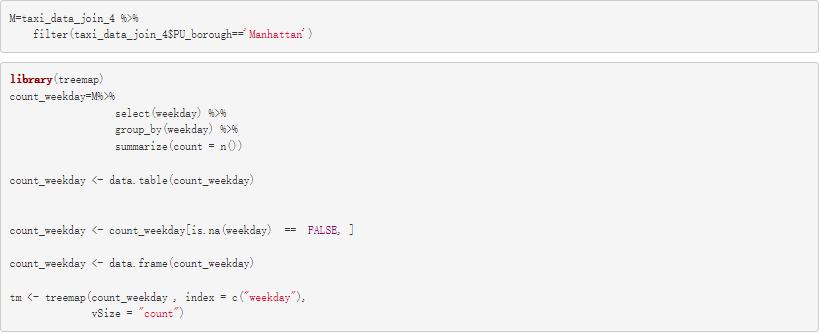 M=taxi_data_join_4 %>%
    filter(taxi_data_join_4$PU_borough=='Manhattan')
library(treemap)
count_weekday=M%>%
                  select(weekday) %>%
                  group_by(weekday) %>%
                  summarize(count = n())
count_weekday <- data.table(count_weekday)
count_weekday <- count_weekday[is.na(weekday)  ==  FALSE, ]
count_weekday <- data.frame(count_weekday)
tm <- treemap(count_weekday , index = c("weekday"),
              vSize = "count")